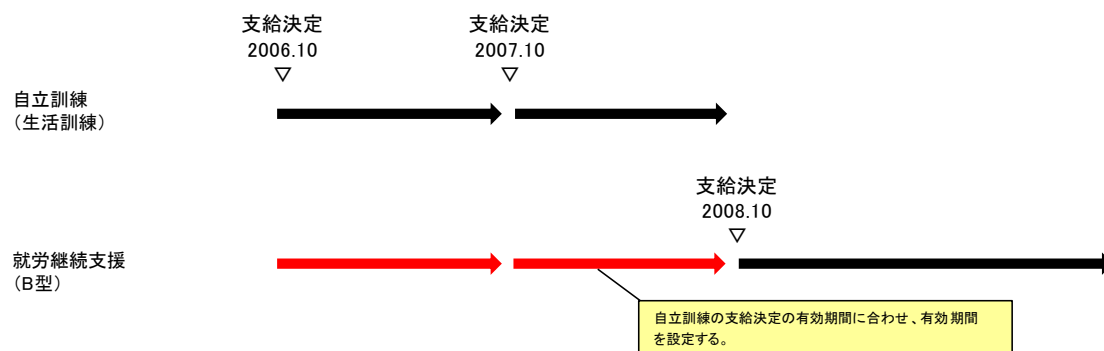 支給決定
2006.10
▽
支給決定
2007.10
▽
自立訓練
（生活訓練）
支給決定
2008.10
▽
就労継続支援
（B型）
自立訓練の支給決定の有効期間に合わせ、有効期間
を設定する。